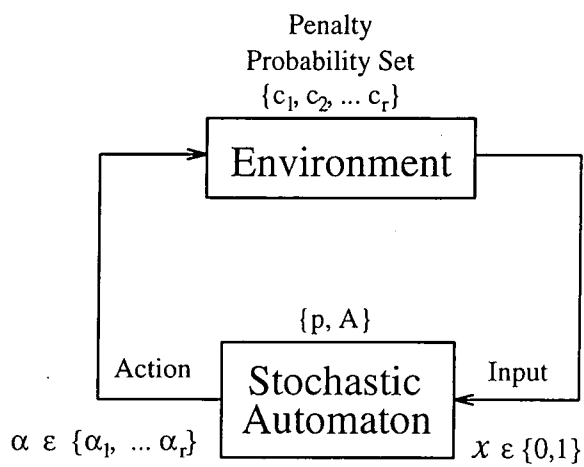 Penalty
Probability Set
{c₁, c₂, ... cᵣ}
Environment
{p, A}
Action
Stochastic
Automaton
Input
α ε {α₁, ... αᵣ}
x ε {0,1}